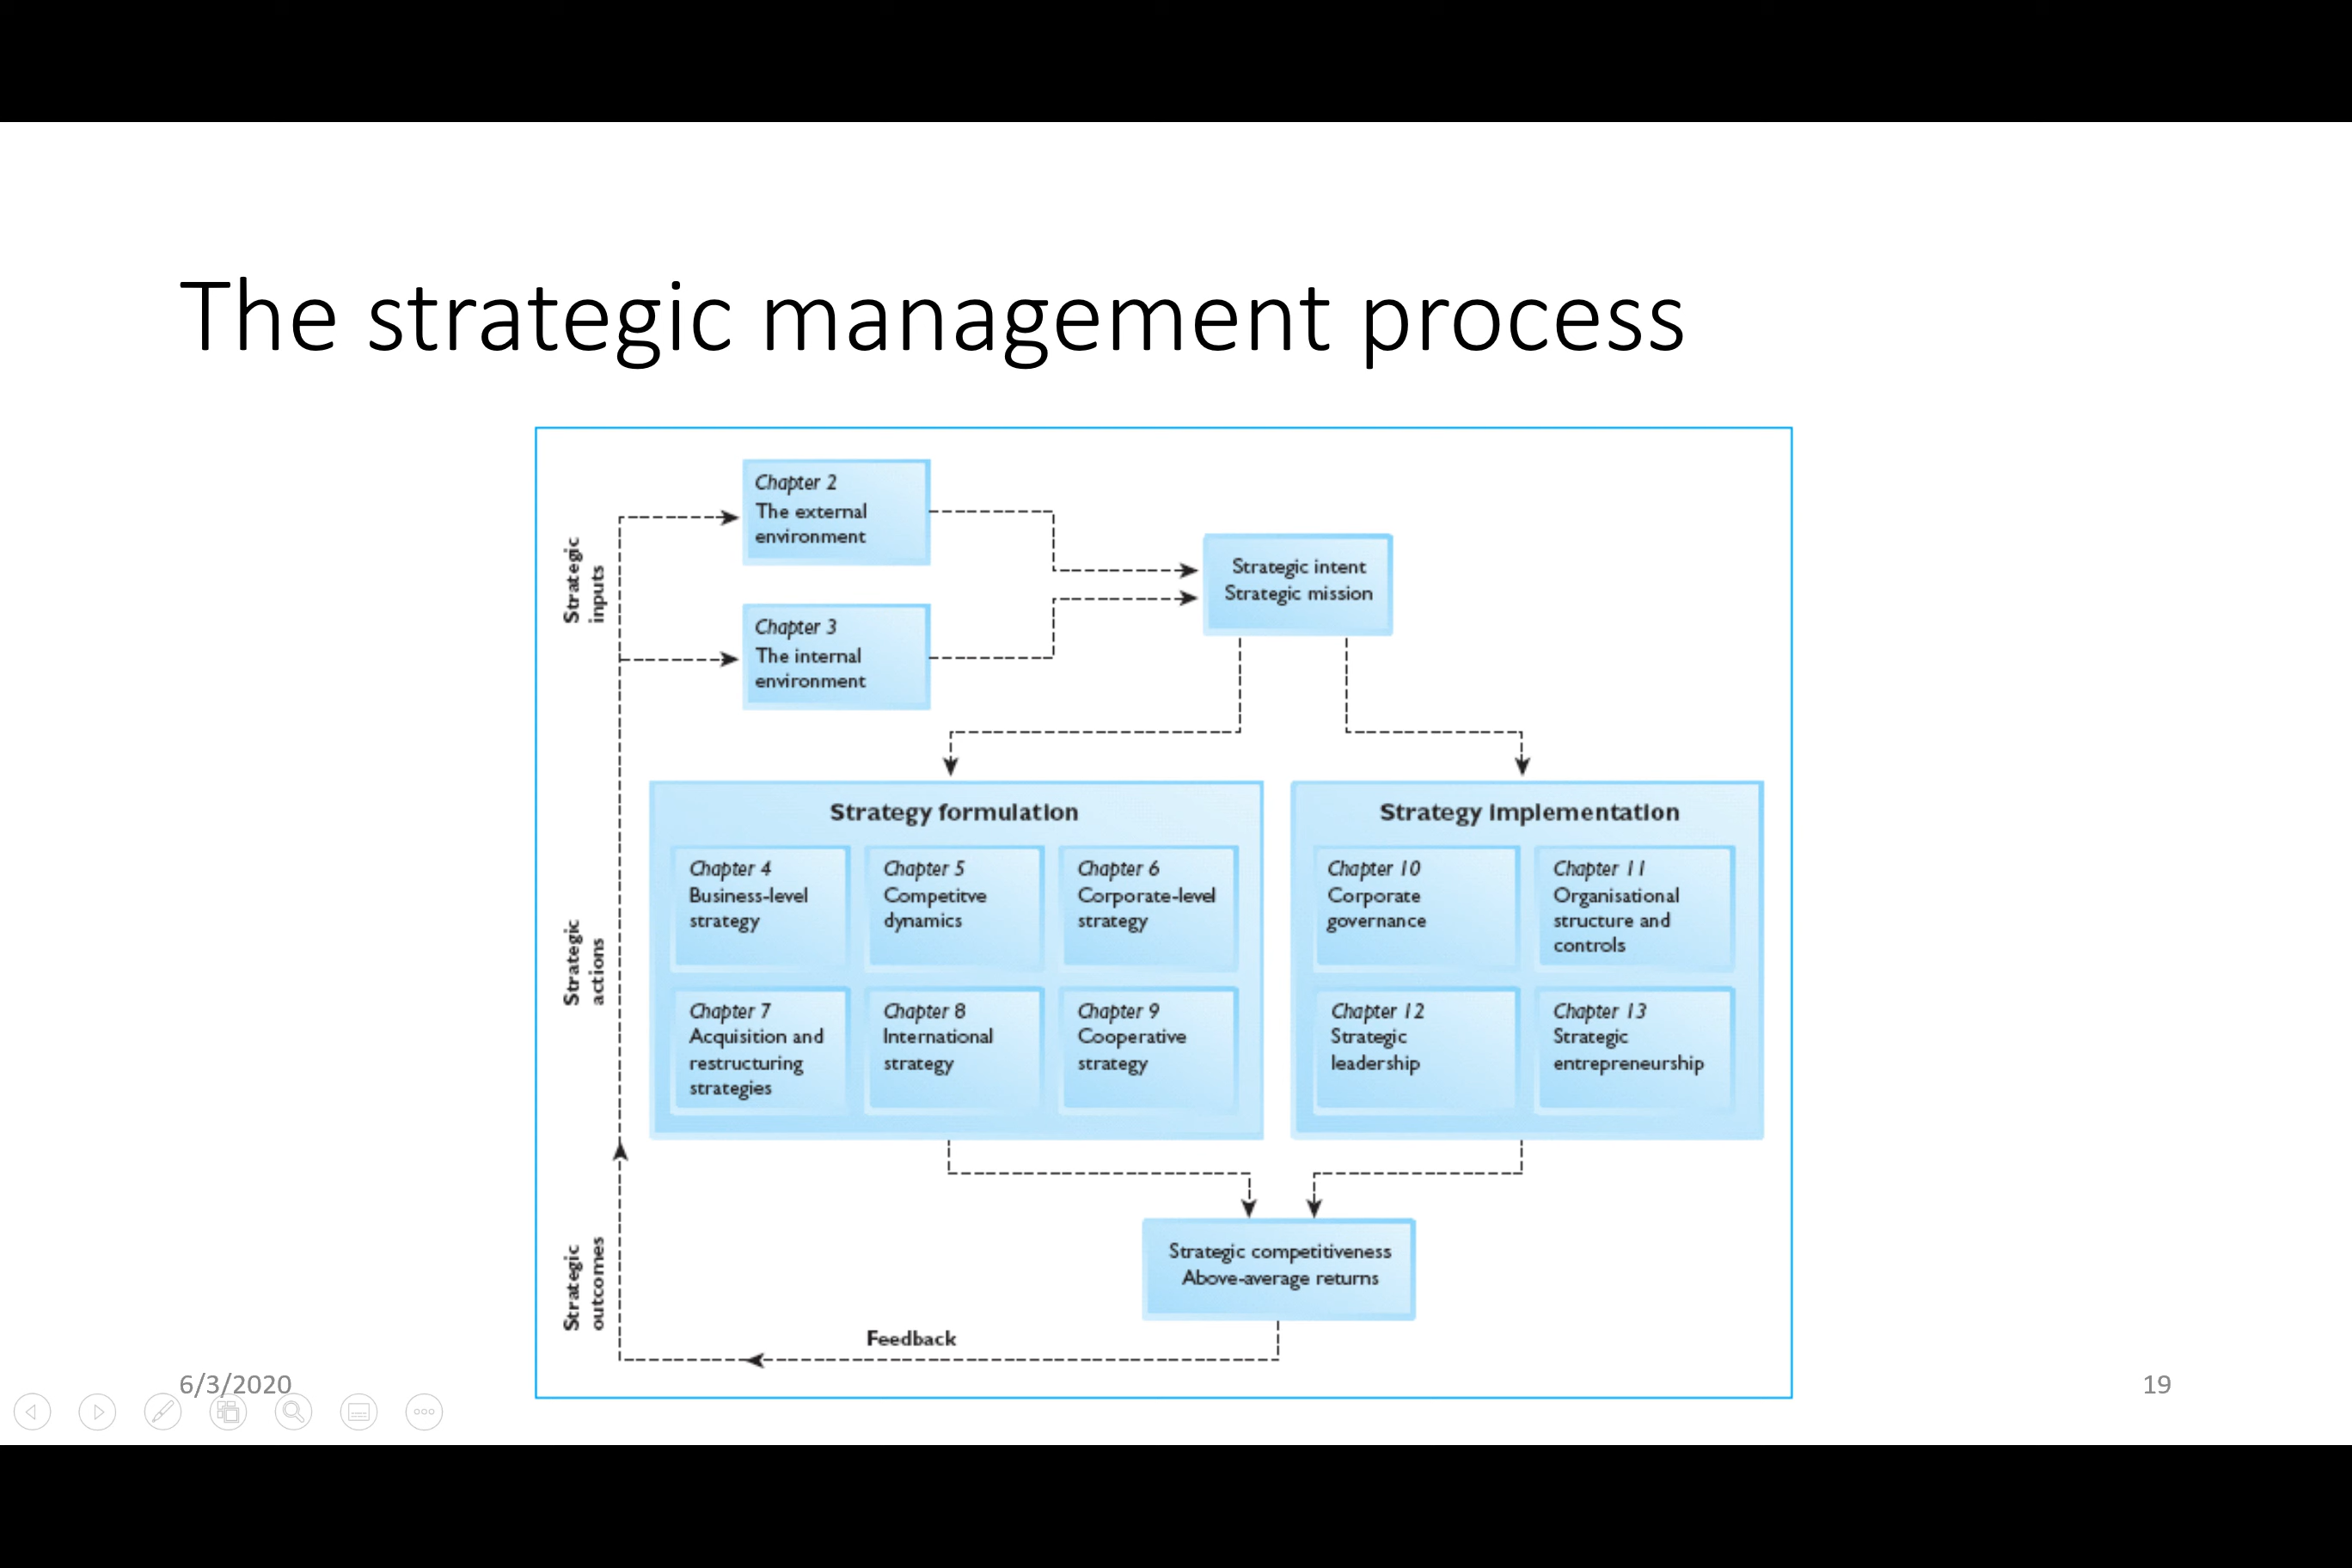 The strategic management process
Strategic
inputs
Chapter 2
The external
environment
Chapter 3
The internal
environment
Strategic intent
Strategic mission
Strategic
actions
Strategy formulation
Chapter 4
Business-level
strategy
Chapter 5
Competitve
dynamics
Chapter 6
Corporate-level
strategy
Chapter 7
Acquisition and
restructuring
strategies
Chapter 8
International
strategy
Chapter 9
Cooperative
strategy
Strategy implementation
Chapter 10
Corporate
governance
Chapter 11
Organisational
structure and
controls
Chapter 12
Strategic
leadership
Chapter 13
Strategic
entrepreneurship
Strategic
outcomes
Strategic competitiveness
Above-average returns
Feedback
6/3/2020
19